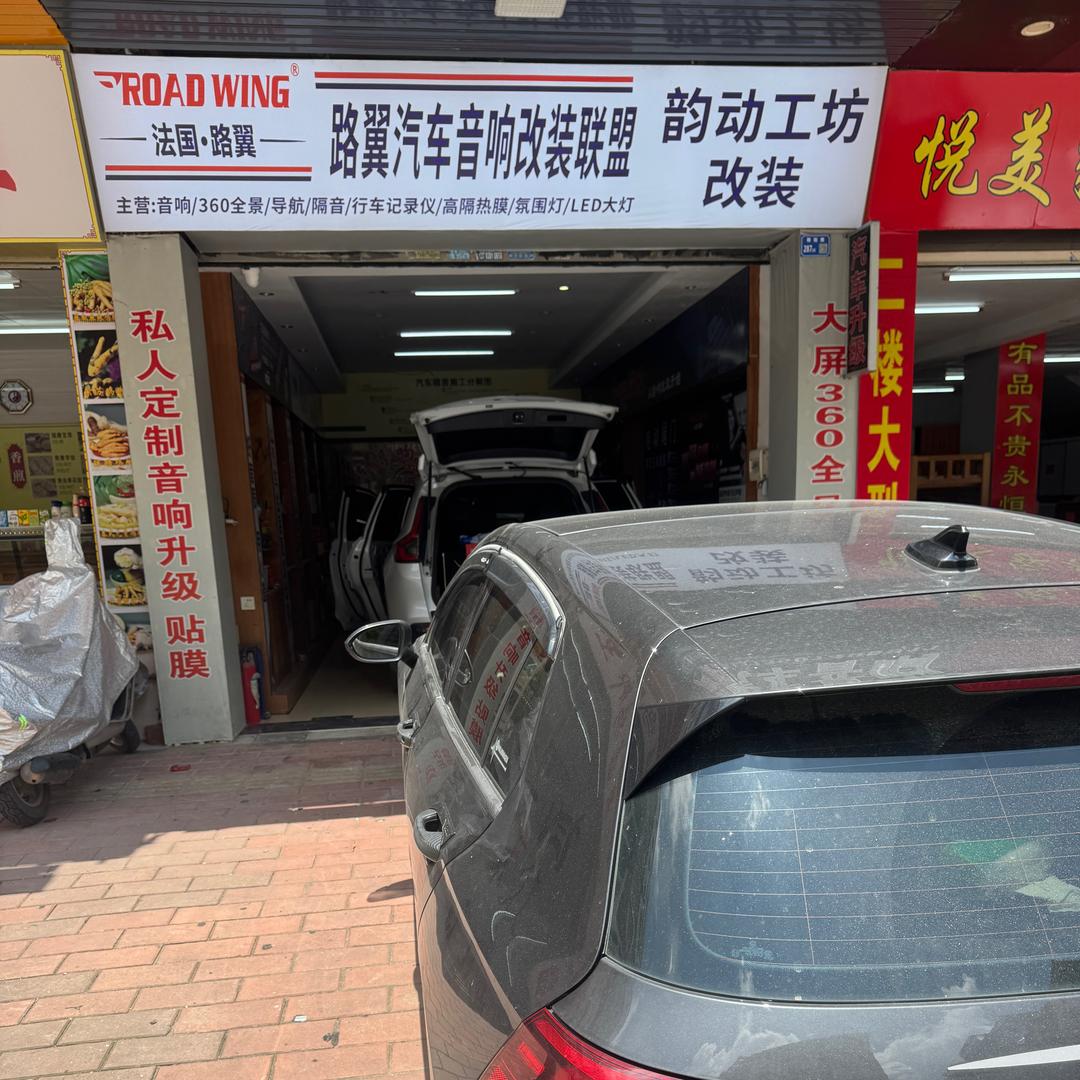 ROAD WING®
法国·路翼
路翼汽车音响改装联盟
韵动工坊
改装
主营:音响/360全景/导航/隔音/行车记录仪/高隔热膜/氛围灯/LED大灯
悦美
私人定制音响升级 贴膜
287
汽车升级
大屏360全
二楼大型
有品不贵永恒
香煎